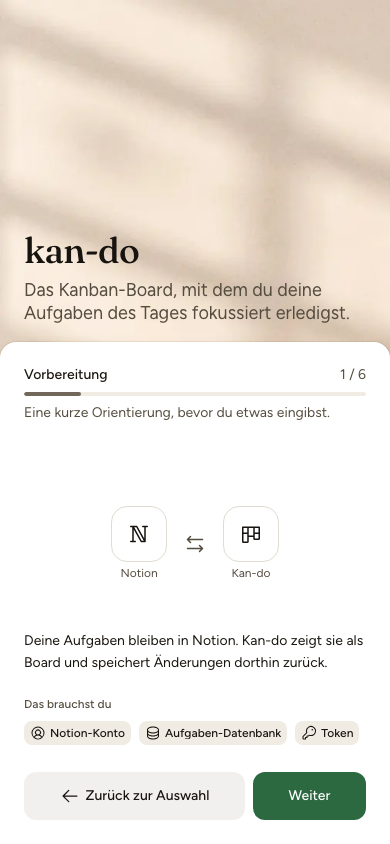 kan-do
Das Kanban-Board, mit dem du deine
Aufgaben des Tages fokussiert erledigst.
Vorbereitung 1 / 6
Eine kurze Orientierung, bevor du etwas eingibst.
Notion Kan-do
Deine Aufgaben bleiben in Notion. Kan-do zeigt sie als
Board und speichert Änderungen dorthin zurück.
Das brauchst du
Notion-Konto Aufgaben-Datenbank Token
Zurück zur Auswahl Weiter